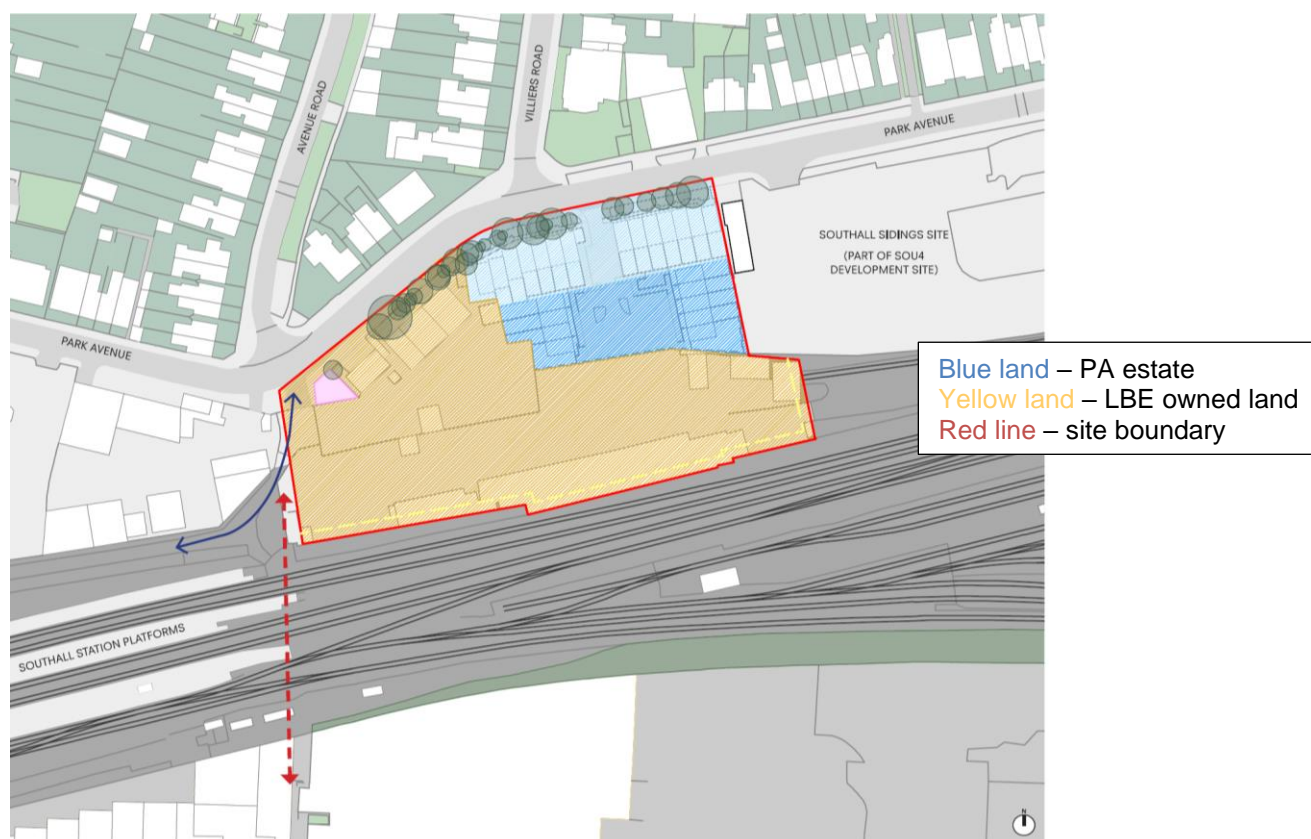 AVENUE ROAD
VILLIERS ROAD
PARK AVENUE
SOUTHALL SIDINGS SITE
(PART OF SOU4
DEVELOPMENT SITE)
PARK AVENUE
Blue land – PA estate
Yellow land – LBE owned land
Red line – site boundary
SOUTHALL STATION PLATFORMS
N